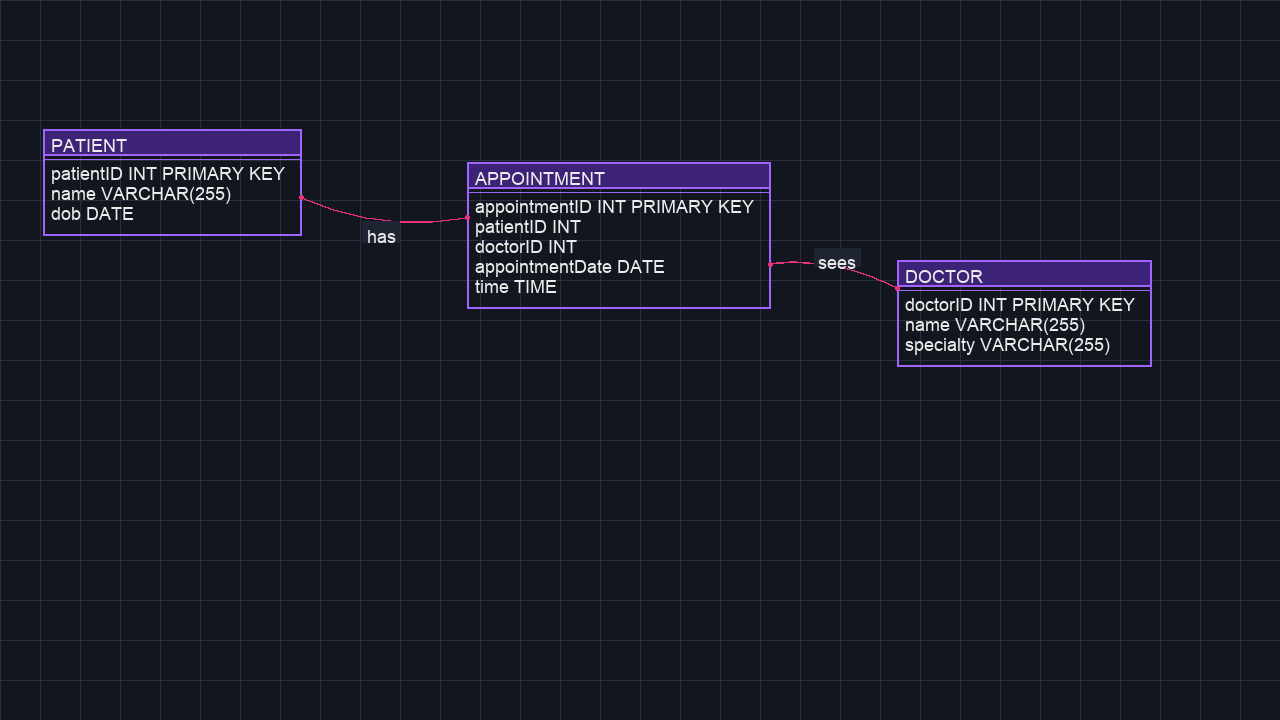 PATIENT
patientID INT PRIMARY KEY
name VARCHAR(255)
dob DATE
has
APPOINTMENT
appointmentID INT PRIMARY KEY
patientID INT
doctorID INT
appointmentDate DATE
time TIME
sees
DOCTOR
doctorID INT PRIMARY KEY
name VARCHAR(255)
specialty VARCHAR(255)